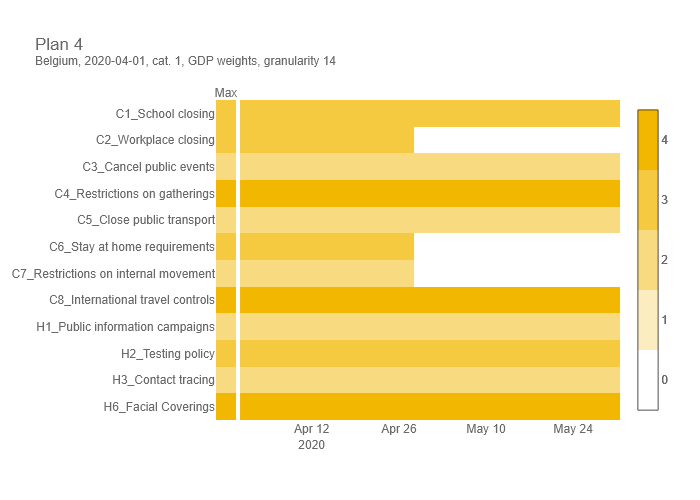 Plan 4
Belgium, 2020-04-01, cat. 1, GDP weights, granularity 14
Max
C1_School closing
C2_Workplace closing
C3_Cancel public events
C4_Restrictions on gatherings
C5_Close public transport
C6_Stay at home requirements
C7_Restrictions on internal movement
C8_International travel controls
H1_Public information campaigns
H2_Testing policy
H3_Contact tracing
H6_Facial Coverings
Apr 12 Apr 26 May 10 May 24
2020
4
3
2
1
0